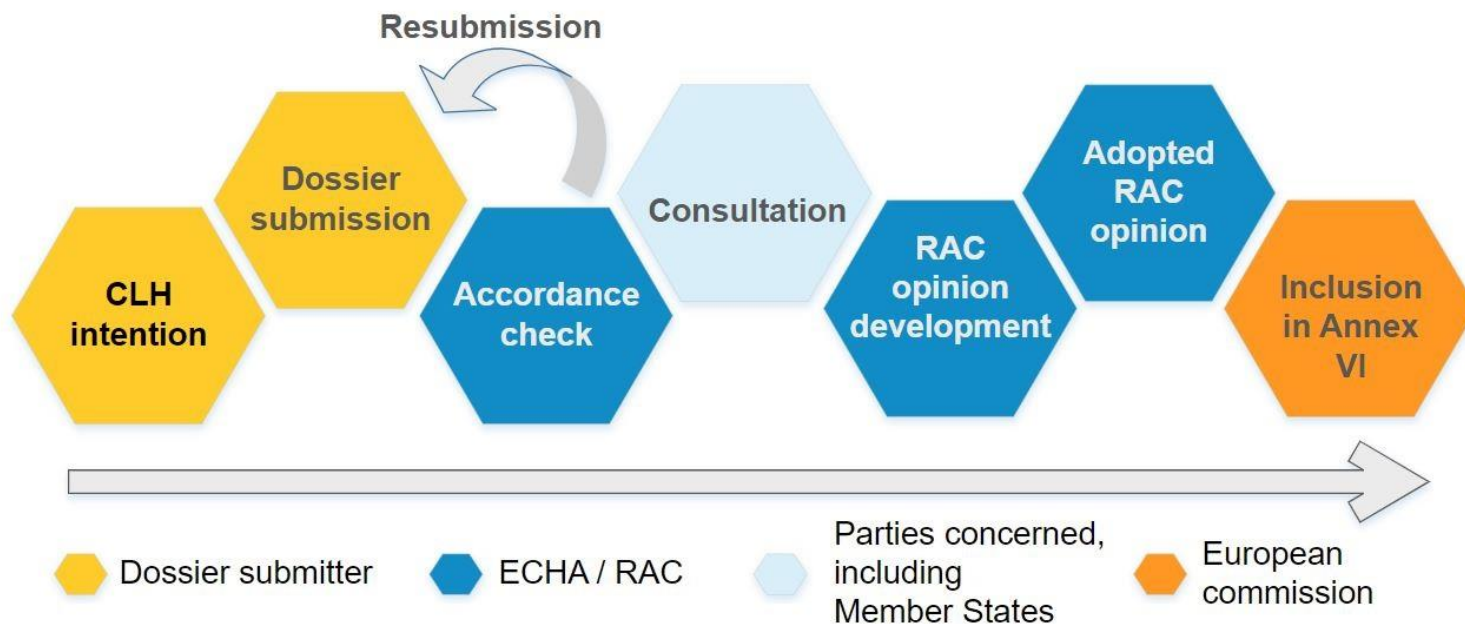 Resubmission
CLH
intention
Dossier
submission
Accordance
check
Consultation
RAC
opinion
development
Adopted
RAC
opinion
Inclusion
in Annex
VI
Dossier submitter
ECHA / RAC
Parties concerned,
including
Member States
European
commission